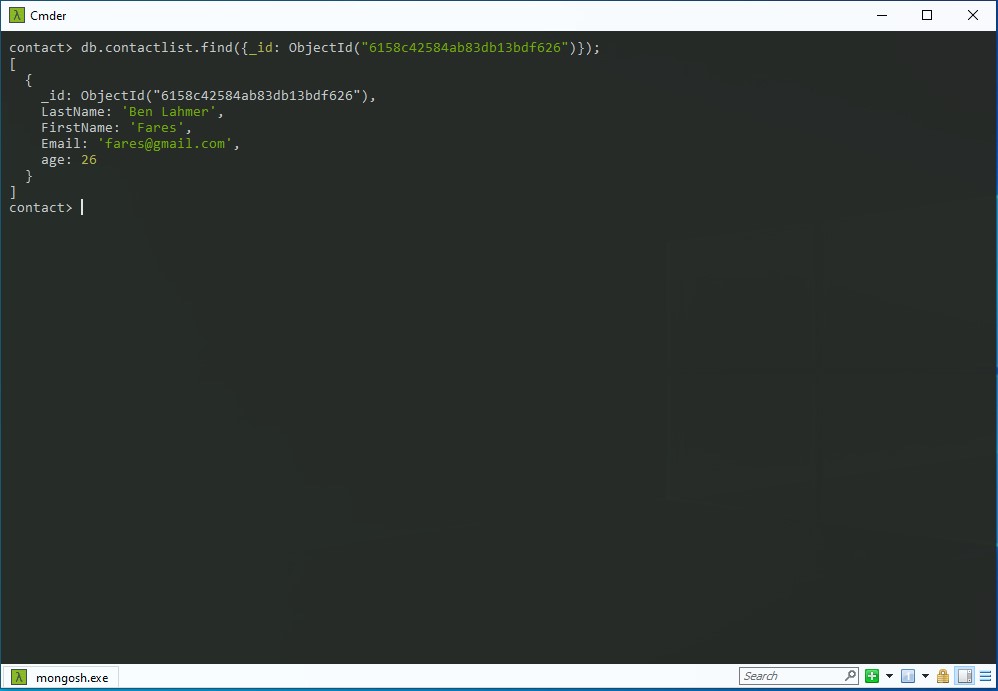 Cmder
contact> db.contactlist.find({_id: ObjectId("6158c42584ab83db13bdf626")});
[
  {
    _id: ObjectId("6158c42584ab83db13bdf626"),
    LastName: 'Ben Lahmer',
    FirstName: 'Fares',
    Email: 'fares@gmail.com',
    age: 26
  }
]
contact>
mongosh.exe
Search